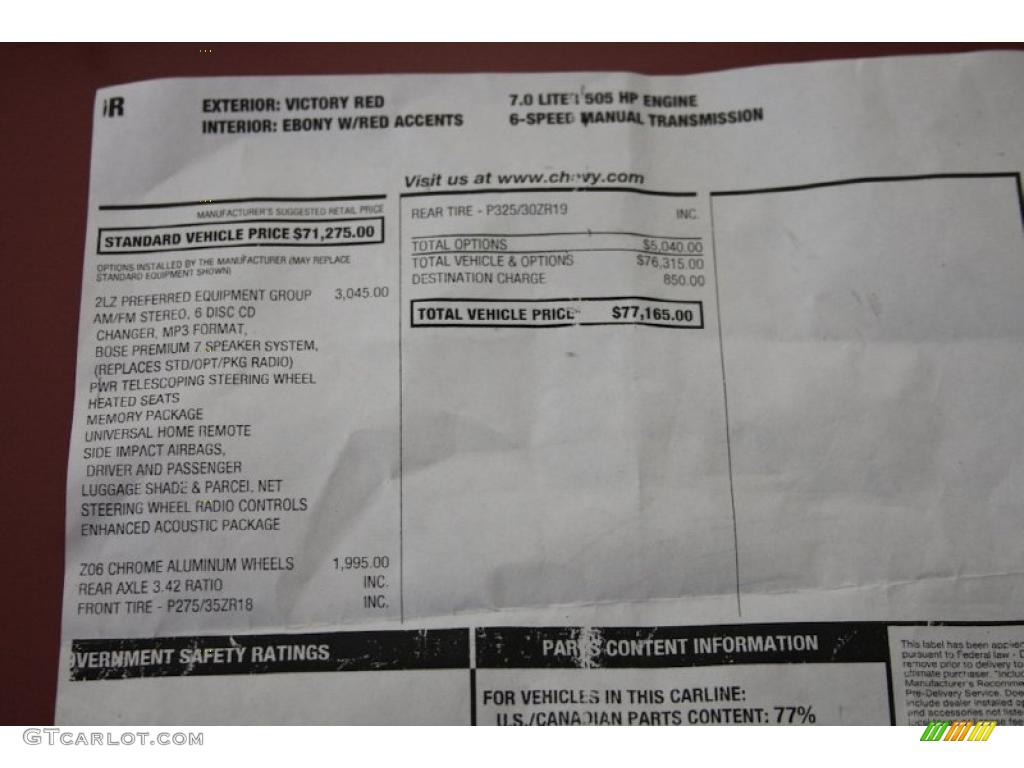 R
EXTERIOR: VICTORY RED
INTERIOR: EBONY W/RED ACCENTS
7.0 LITER 505 HP ENGINE
6-SPEED MANUAL TRANSMISSION
Visit us at www.chevy.com
MANUFACTURER'S SUGGESTED RETAIL PRICE
STANDARD VEHICLE PRICE $71,275.00
OPTIONS INSTALLED BY THE MANUFACTURER (MAY REPLACE
STANDARD EQUIPMENT SHOWN)
2LZ PREFERRED EQUIPMENT GROUP 3,045.00
AM/FM STEREO, 6 DISC CD
CHANGER, MP3 FORMAT,
BOSE PREMIUM 7 SPEAKER SYSTEM,
(REPLACES STD/OPT/PKG RADIO)
PWR TELESCOPING STEERING WHEEL
HEATED SEATS
MEMORY PACKAGE
UNIVERSAL HOME REMOTE
SIDE IMPACT AIRBAGS,
DRIVER AND PASSENGER
LUGGAGE SHADE & PARCEL NET
STEERING WHEEL RADIO CONTROLS
ENHANCED ACOUSTIC PACKAGE
Z06 CHROME ALUMINUM WHEELS 1,995.00
REAR AXLE 3.42 RATIO INC.
FRONT TIRE - P275/35ZR18 INC.
REAR TIRE - P325/30ZR19 INC.
TOTAL OPTIONS $5,040.00
TOTAL VEHICLE & OPTIONS $76,315.00
DESTINATION CHARGE 850.00
TOTAL VEHICLE PRICE $77,165.00
OVERNMENT SAFETY RATINGS
PARTS CONTENT INFORMATION
FOR VEHICLES IN THIS CARLINE:
U.S./CANADIAN PARTS CONTENT: 77%
This label has been applied
pursuant to Federal law - D
remove prior to delivery to
ultimate purchaser. "Includ
Manufacturer's Recomme
Pre-Delivery Service. Doe
include dealer installed op
and accessories not liste
GTcarlot.com